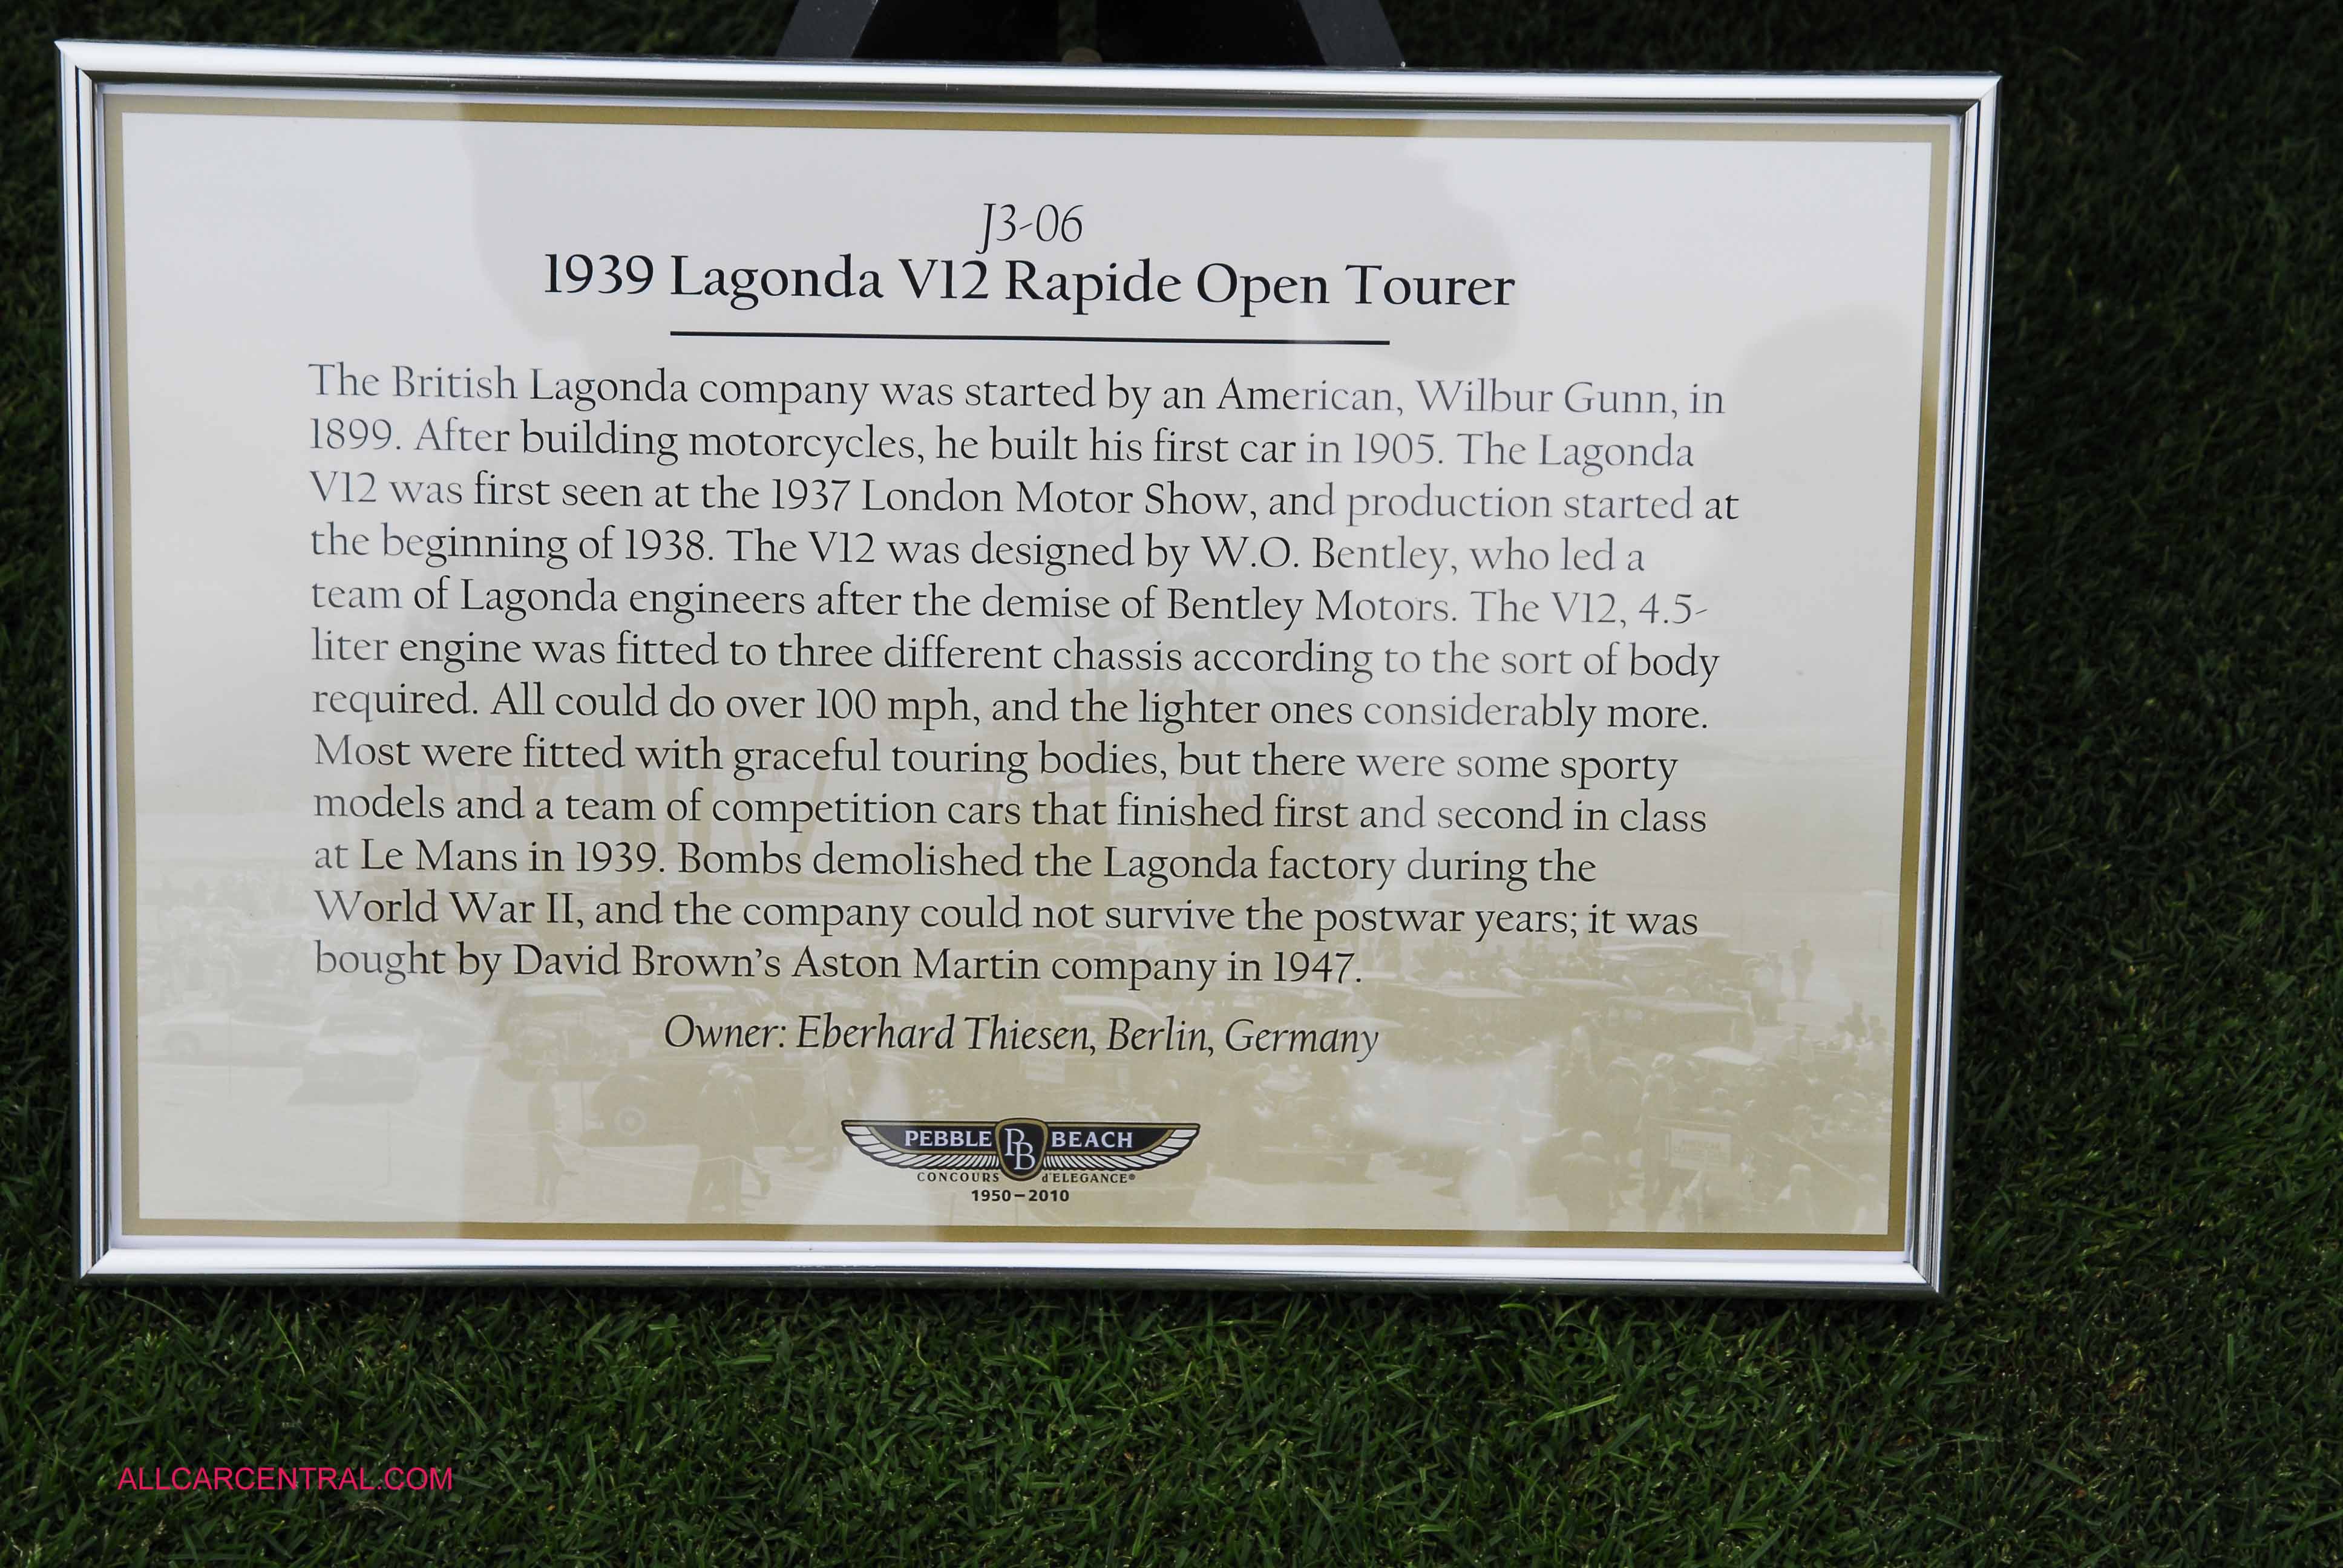 J3-06
1939 Lagonda V12 Rapide Open Tourer
The British Lagonda company was started by an American, Wilbur Gunn, in
1899. After building motorcycles, he built his first car in 1905. The Lagonda
V12 was first seen at the 1937 London Motor Show, and production started at
the beginning of 1938. The V12 was designed by W.O. Bentley, who led a
team of Lagonda engineers after the demise of Bentley Motors. The V12, 4.5-
liter engine was fitted to three different chassis according to the sort of body
required. All could do over 100 mph, and the lighter ones considerably more.
Most were fitted with graceful touring bodies, but there were some sporty
models and a team of competition cars that finished first and second in class
at Le Mans in 1939. Bombs demolished the Lagonda factory during the
World War II, and the company could not survive the postwar years; it was
bought by David Brown's Aston Martin company in 1947.
Owner: Eberhard Thiesen, Berlin, Germany
PEBBLE PB BEACH
CONCOURS d'ELEGANCE®
1950–2010
ALLCARCENTRAL.COM